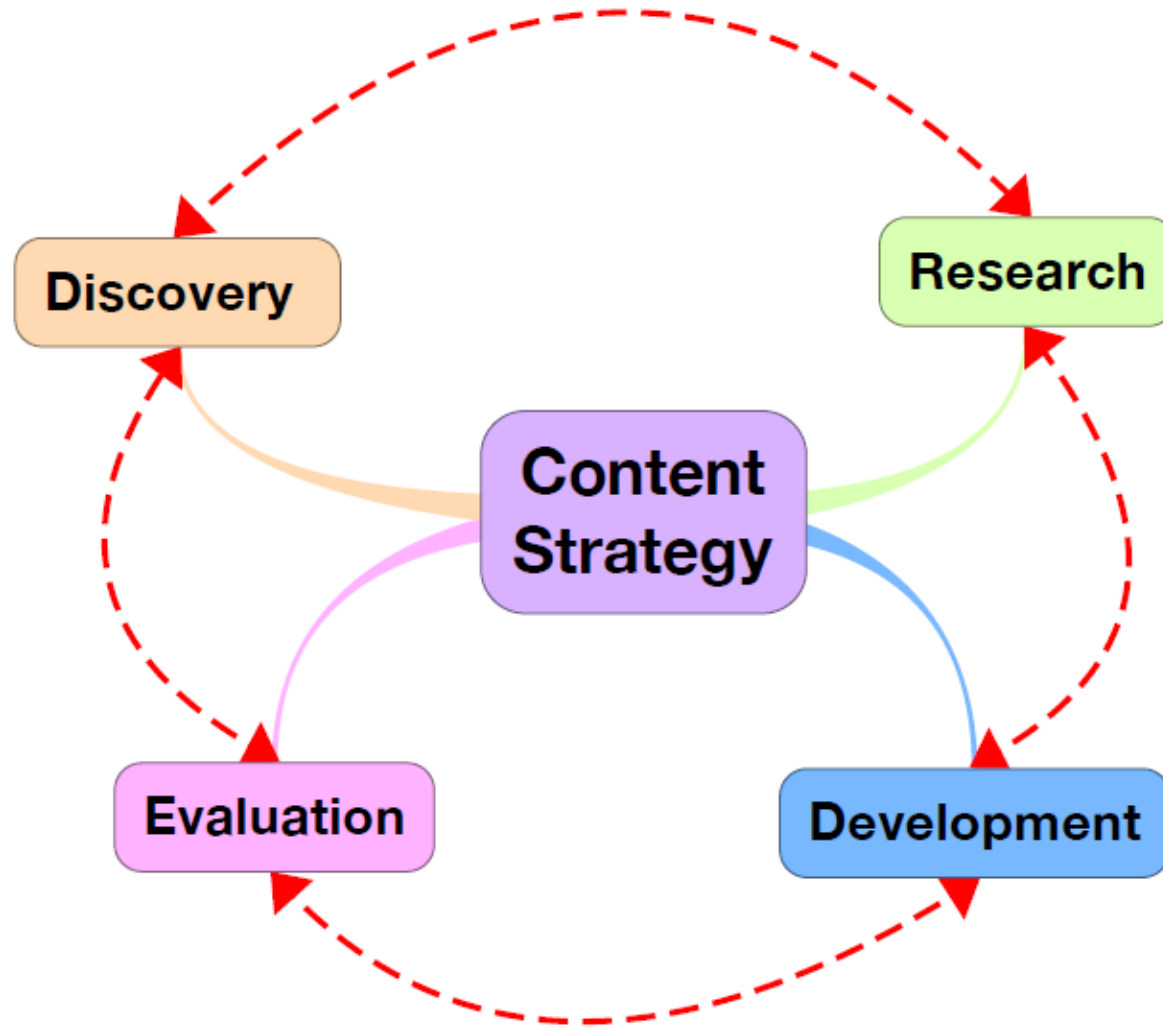 Discovery
Research
Content
Strategy
Evaluation
Development